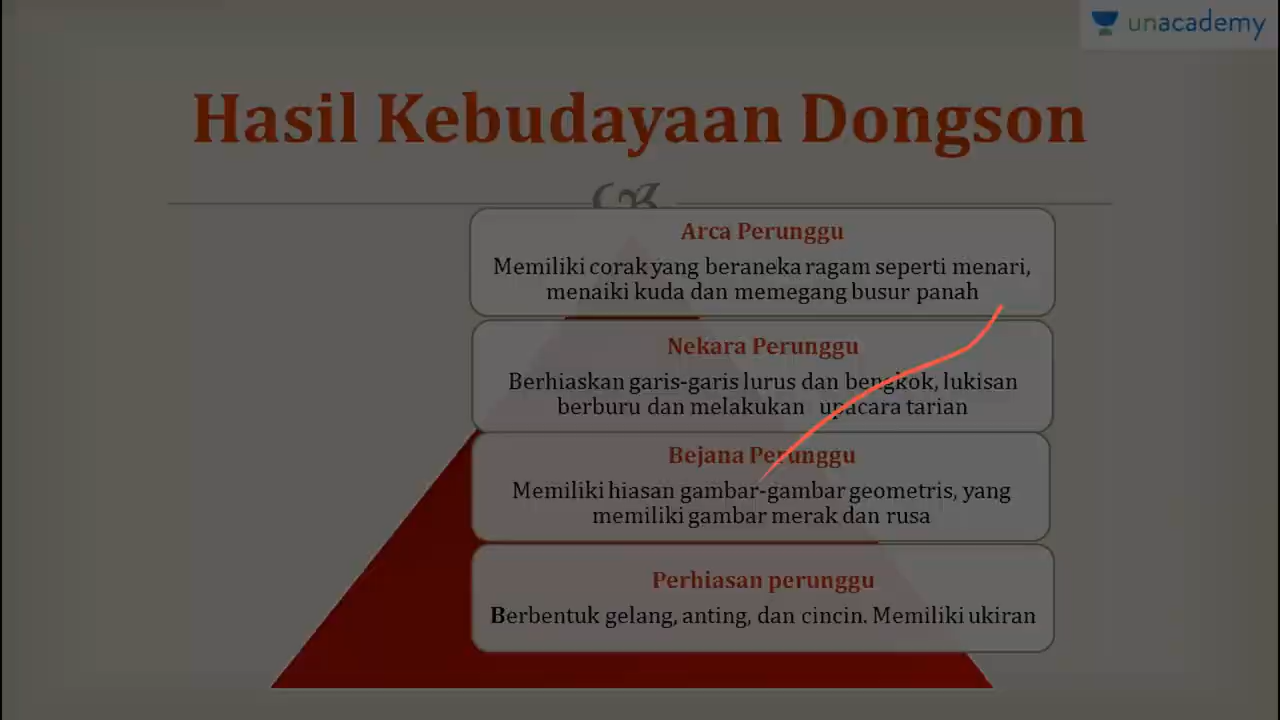 unacademy
Hasil Kebudayaan Dongson
Arca Perunggu
Memiliki corak yang beraneka ragam seperti menari,
menaiki kuda dan memegang busur panah
Nekara Perunggu
Berhiaskan garis-garis lurus dan bengkok, lukisan
berburu dan melakukan upacara tarian
Bejana Perunggu
Memiliki hiasan gambar-gambar geometris, yang
memiliki gambar merak dan rusa
Perhiasan perunggu
Berbentuk gelang, anting, dan cincin. Memiliki ukiran